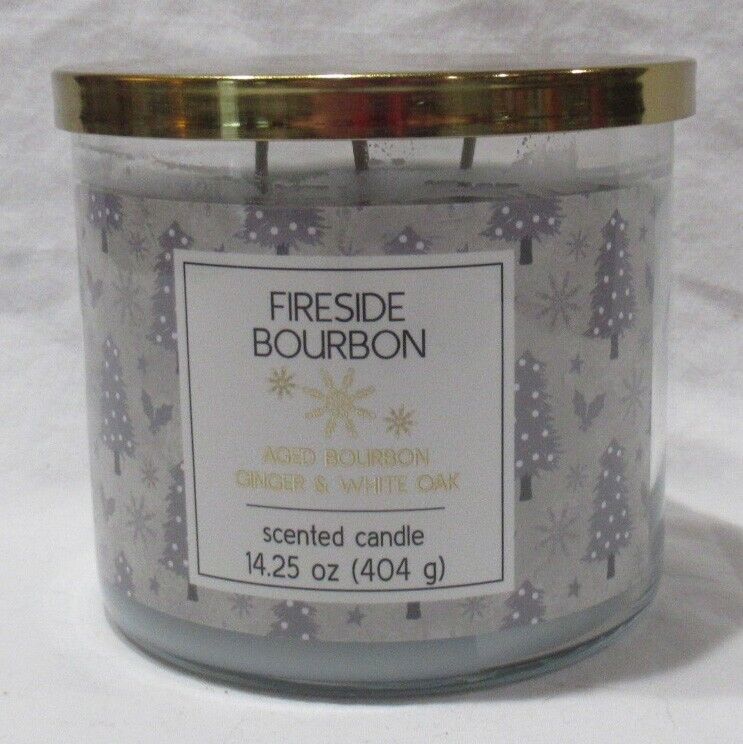 FIRESIDE
BOURBON
AGED BOURBON
GINGER & WHITE OAK
scented candle
14.25 oz (404 g)